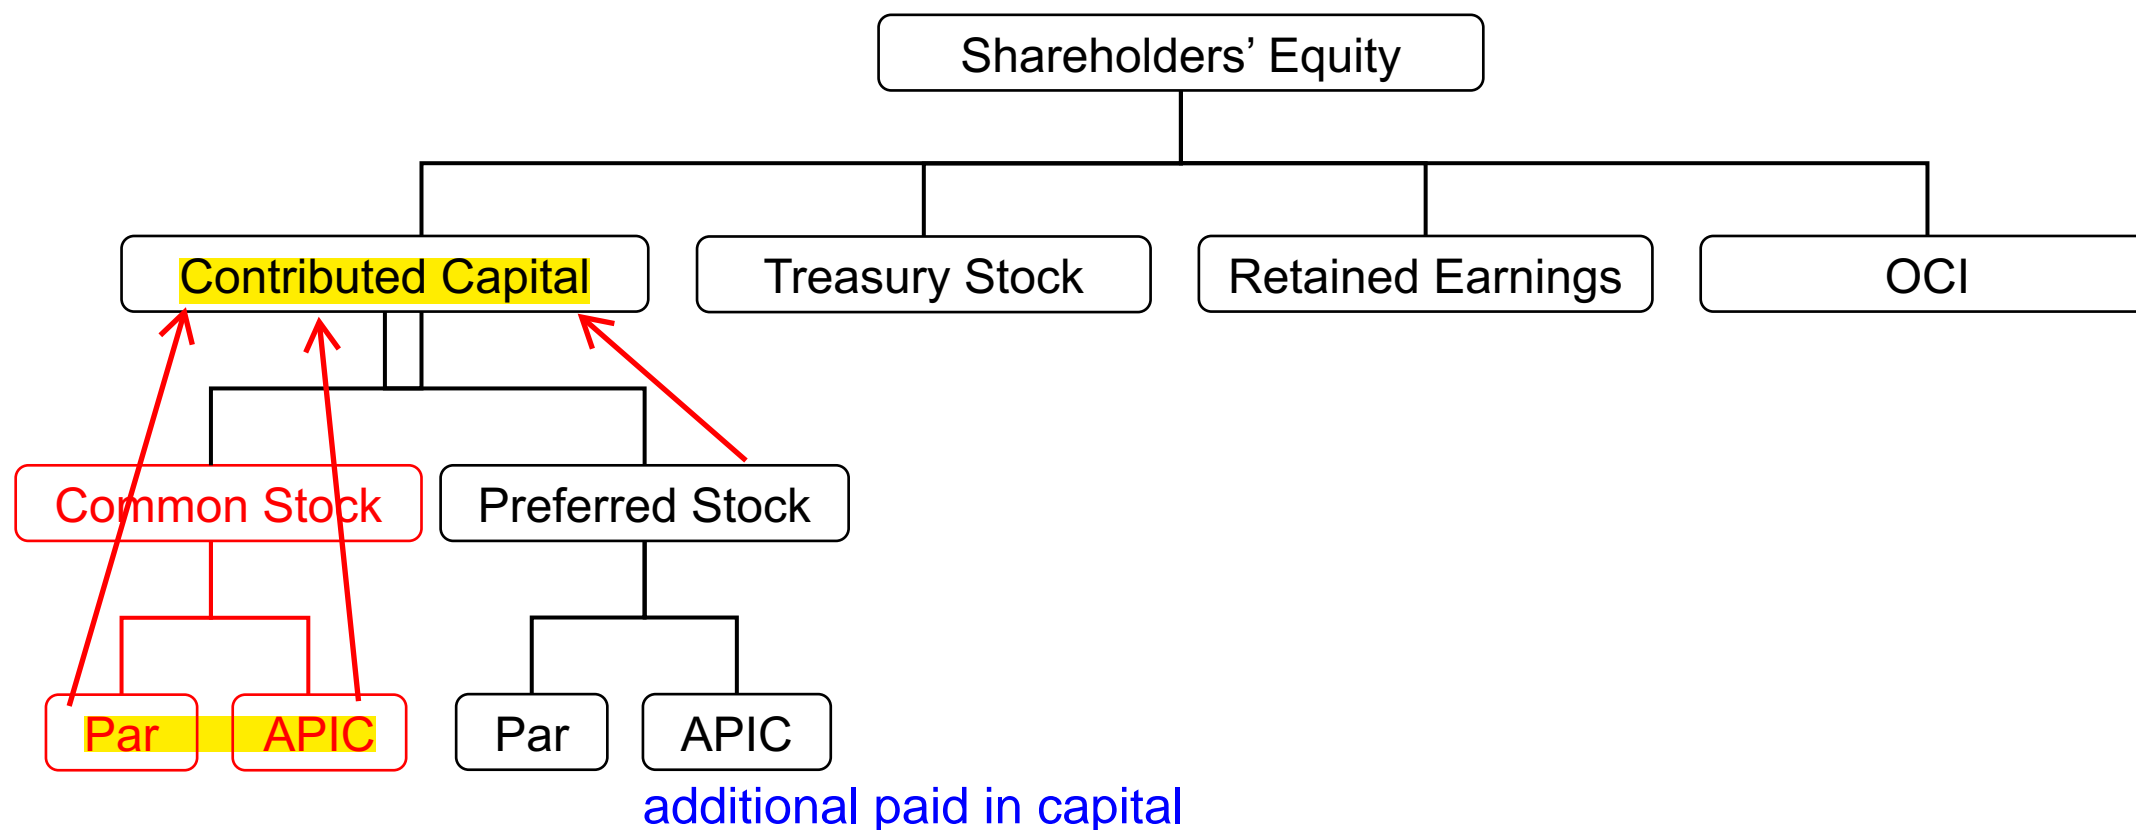 Shareholders’ Equity
Contributed Capital
Treasury Stock
Retained Earnings
OCI
Common Stock
Preferred Stock
Par
APIC
Par
APIC
additional paid in capital